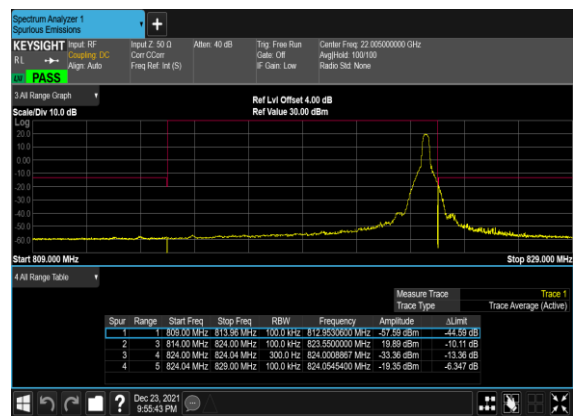 Spectrum Analyzer 1
Spurious Emissions
KEYSIGHT Input: RF Input Z: 50 Ω Atten: 40 dB Trig: Free Run Center Freq: 22.005000000 GHz
RL Coupling: DC Corr CCorr Gate: Off Avg|Hold: 100/100
Align: Auto Freq Ref: Int (S) IF Gain: Low Radio Std: None
PASS
3 All Range Graph
Ref Lvl Offset 4.00 dB
Scale/Div 10.0 dB Ref Value 30.00 dBm
Log
20.0
10.0
0.00
-10.0
-20.0
-30.0
-40.0
-50.0
-60.0
Start 809.000 MHz Stop 829.000 MHz
4 All Range Table
Measure Trace Trace 1
Trace Type Trace Average (Active)
Spur Range Start Freq Stop Freq RBW Frequency Amplitude ΔLimit
1 1 809.00 MHz 813.96 MHz 100.0 kHz 812.9530600 MHz -57.59 dBm -44.59 dB
2 3 814.00 MHz 824.00 MHz 100.0 kHz 823.5500000 MHz 19.89 dBm -10.11 dB
3 4 824.00 MHz 824.04 MHz 300.0 Hz 824.0008867 MHz -33.36 dBm -13.36 dB
4 5 824.04 MHz 829.00 MHz 100.0 kHz 824.0545400 MHz -19.35 dBm -6.347 dB
? Dec 23, 2021
9:55:43 PM